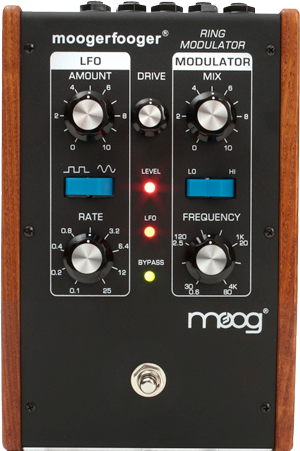 moogerfooger®
RING
MODULATOR
LFO
MODULATOR
AMOUNT
DRIVE
MIX
4 6
2 8
0 10
4 6
2 8
0 10
LEVEL
LO HI
LFO
RATE
FREQUENCY
0.8 3.2
0.4 6.4
0.2 12
0.1 25
BYPASS
120 1K
2.5 20
30 4K
0.6 80
moog®